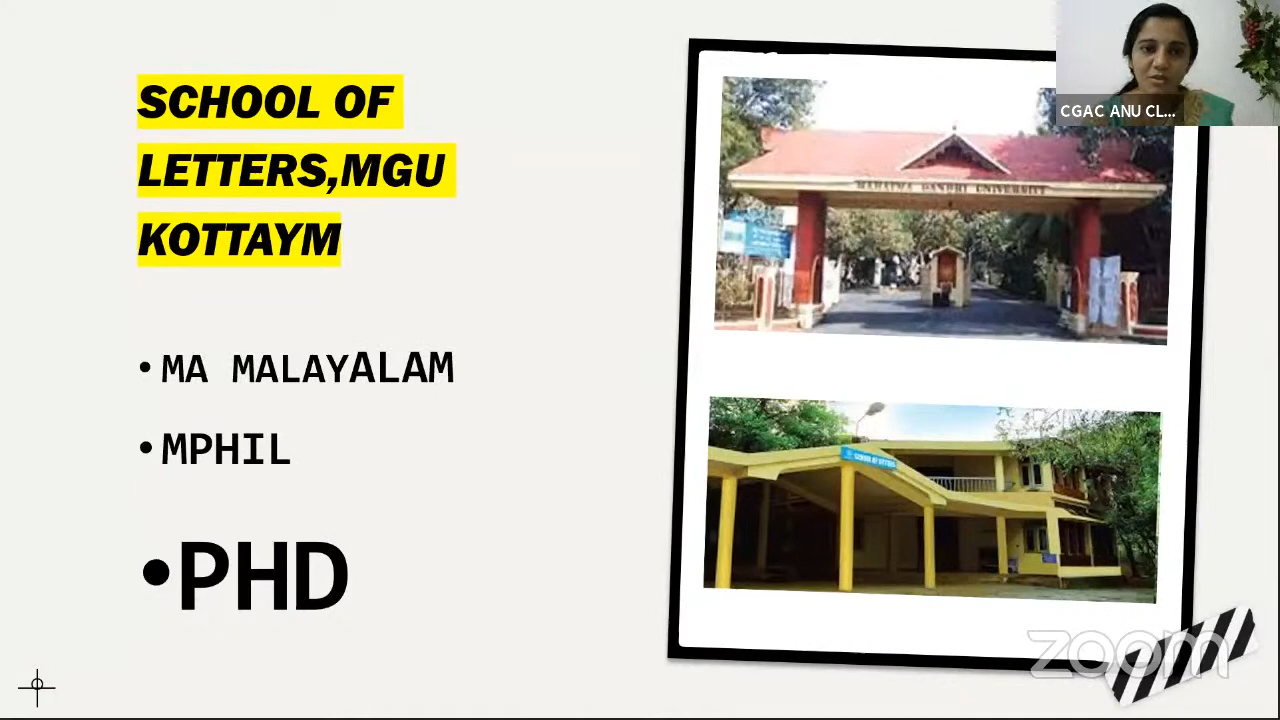 SCHOOL OF
LETTERS,MGU
KOTTAYM
• MA MALAYALAM
• MPHIL
• PHD
CGAC ANU CL...
MAHATMA GANDHI UNIVERSITY
SCHOOL OF LETTERS
zoom